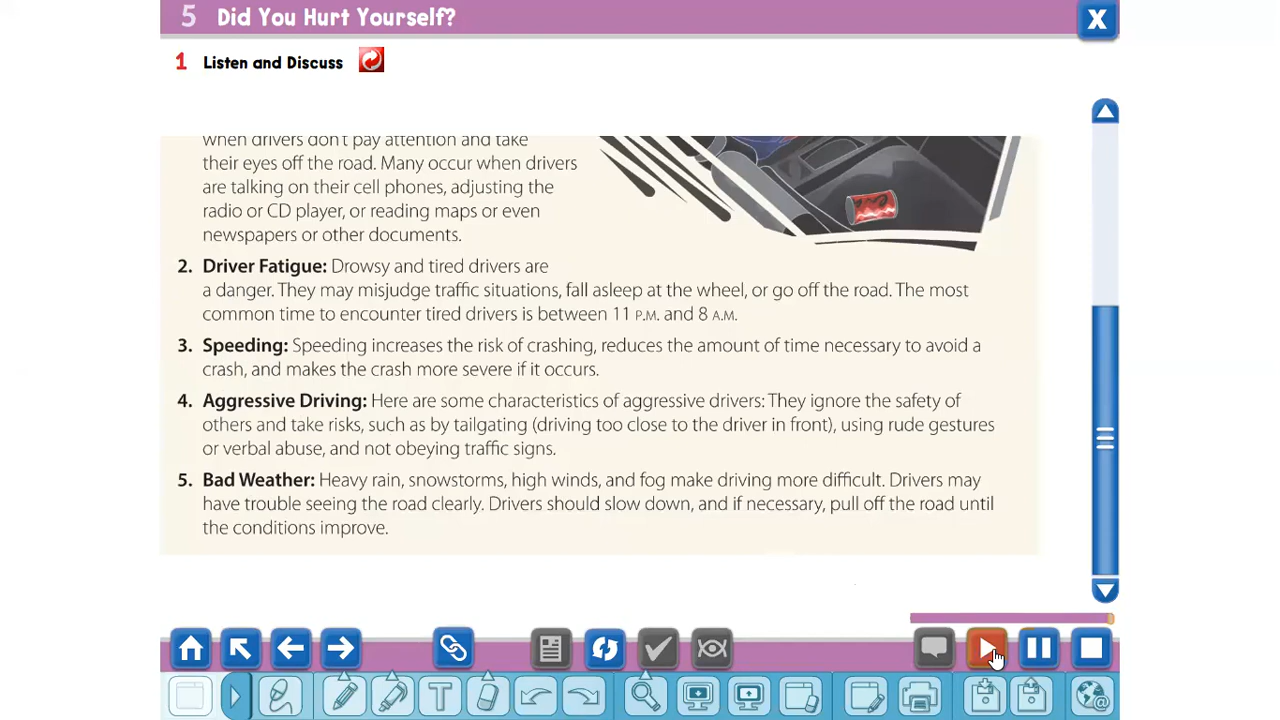 5 Did You Hurt Yourself?
X
1 Listen and Discuss
when drivers don't pay attention and take
their eyes off the road. Many occur when drivers
are talking on their cell phones, adjusting the
radio or CD player, or reading maps or even
newspapers or other documents.
2. Driver Fatigue: Drowsy and tired drivers are
a danger. They may misjudge traffic situations, fall asleep at the wheel, or go off the road. The most
common time to encounter tired drivers is between 11 P.M. and 8 A.M.
3. Speeding: Speeding increases the risk of crashing, reduces the amount of time necessary to avoid a
crash, and makes the crash more severe if it occurs.
4. Aggressive Driving: Here are some characteristics of aggressive drivers: They ignore the safety of
others and take risks, such as by tailgating (driving too close to the driver in front), using rude gestures
or verbal abuse, and not obeying traffic signs.
5. Bad Weather: Heavy rain, snowstorms, high winds, and fog make driving more difficult. Drivers may
have trouble seeing the road clearly. Drivers should slow down, and if necessary, pull off the road until
the conditions improve.
T
@